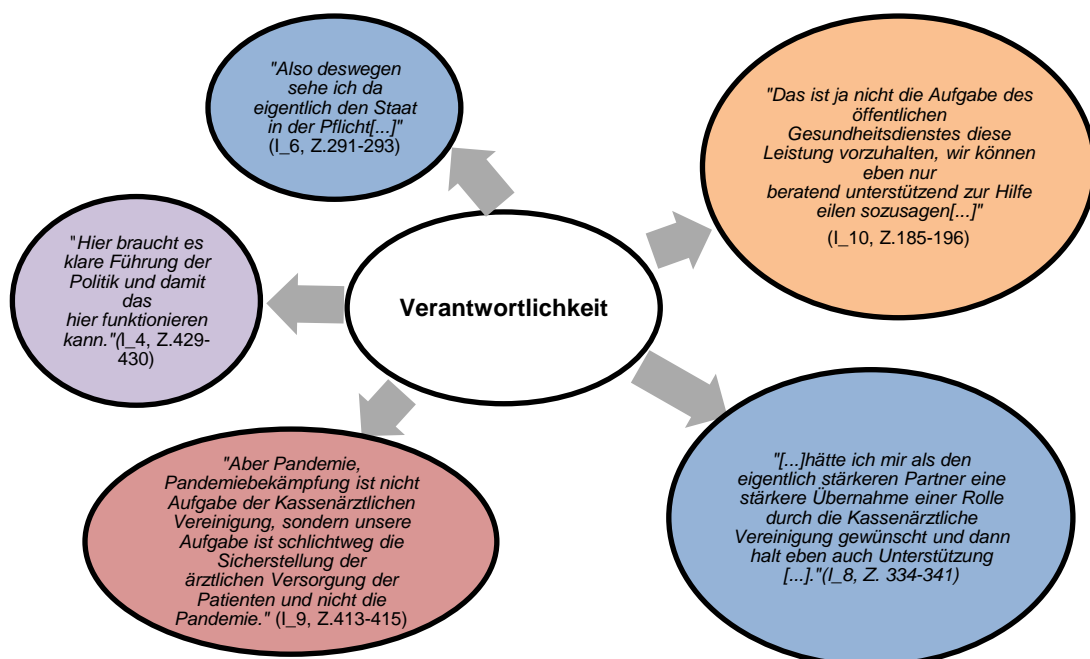 "Also deswegen
sehe ich da
eigentlich den Staat
in der Pflicht[...]"
(I_6, Z.291-293)
"Das ist ja nicht die Aufgabe des
öffentlichen
Gesundheitsdienstes diese
Leistung vorzuhalten, wir können
eben nur
beratend unterstützend zur Hilfe
eilen sozusagen[...]"
(I_10, Z.185-196)
"Hier braucht es
klare Führung der
Politik und damit
das
hier funktionieren
kann."(I_4, Z.429-
430)
Verantwortlichkeit
"Aber Pandemie,
Pandemiebekämpfung ist nicht
Aufgabe der Kassenärztlichen
Vereinigung, sondern unsere
Aufgabe ist schlichtweg die
Sicherstellung der
ärztlichen Versorgung der
Patienten und nicht die
Pandemie." (I_9, Z.413-415)
"[...]hätte ich mir als den
eigentlich stärkeren Partner eine
stärkere Übernahme einer Rolle
durch die Kassenärztliche
Vereinigung gewünscht und dann
halt eben auch Unterstützung
[...]."(I_8, Z. 334-341)